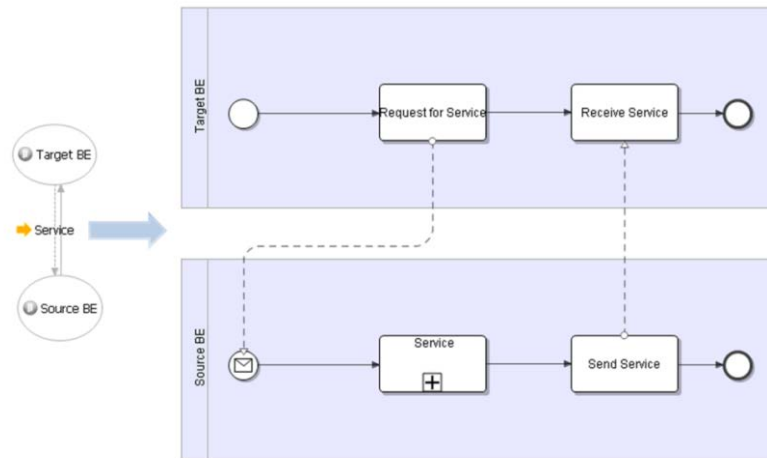 Target BE
Service
Source BE
Target BE
Request for Service
Receive Service
Source BE
Service
Send Service